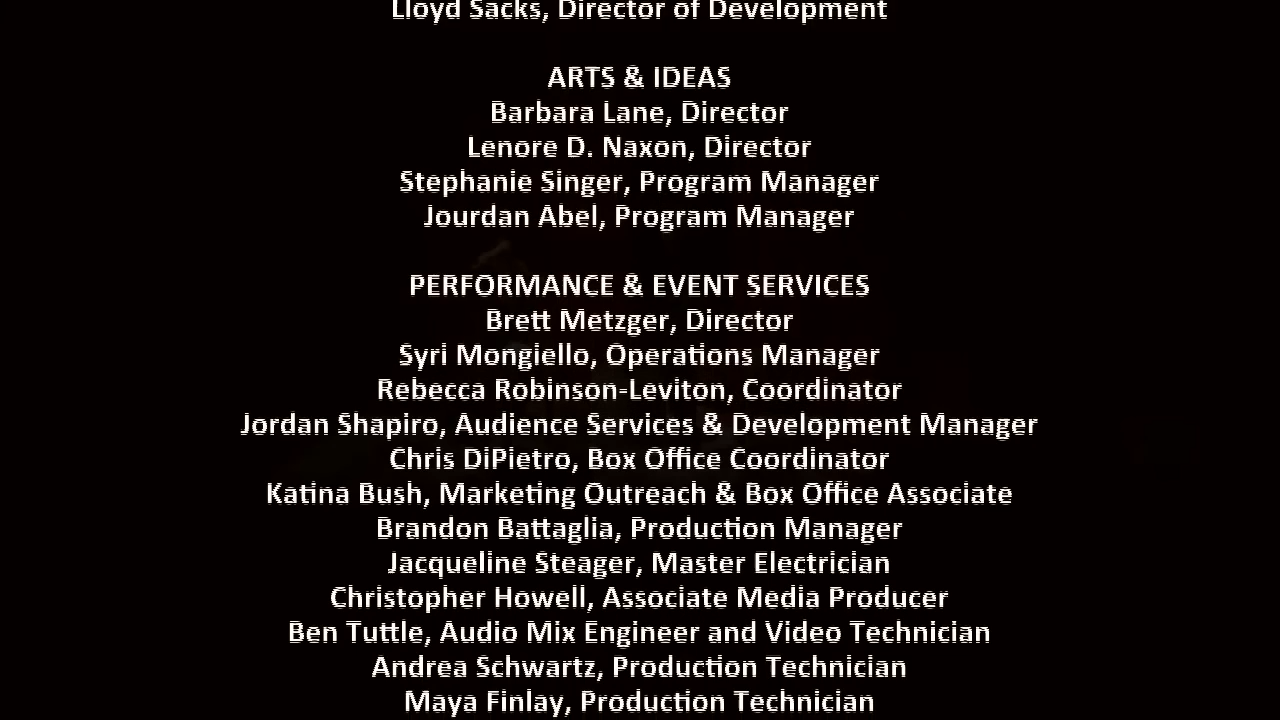 Lloyd Sacks, Director of Development
ARTS & IDEAS
Barbara Lane, Director
Lenore D. Naxon, Director
Stephanie Singer, Program Manager
Jourdan Abel, Program Manager
PERFORMANCE & EVENT SERVICES
Brett Metzger, Director
Syri Mongiello, Operations Manager
Rebecca Robinson-Leviton, Coordinator
Jordan Shapiro, Audience Services & Development Manager
Chris DiPietro, Box Office Coordinator
Katina Bush, Marketing Outreach & Box Office Associate
Brandon Battaglia, Production Manager
Jacqueline Steager, Master Electrician
Christopher Howell, Associate Media Producer
Ben Tuttle, Audio Mix Engineer and Video Technician
Andrea Schwartz, Production Technician
Maya Finlay, Production Technician